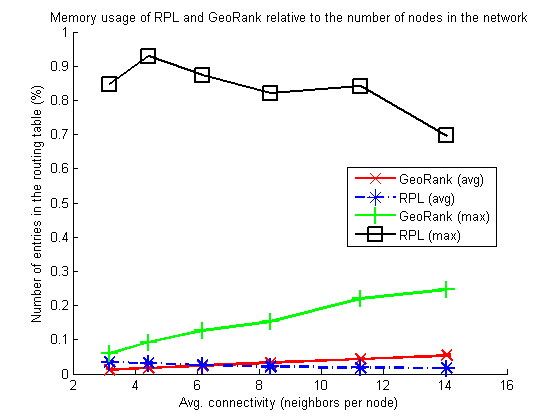 Memory usage of RPL and GeoRank relative to the number of nodes in the network
Number of entries in the routing table (%)
1
0.9
0.8
0.7
0.6
0.5
0.4
0.3
0.2
0.1
0
GeoRank (avg)
RPL (avg)
GeoRank (max)
RPL (max)
2 4 6 8 10 12 14 16
Avg. connectivity (neighbors per node)